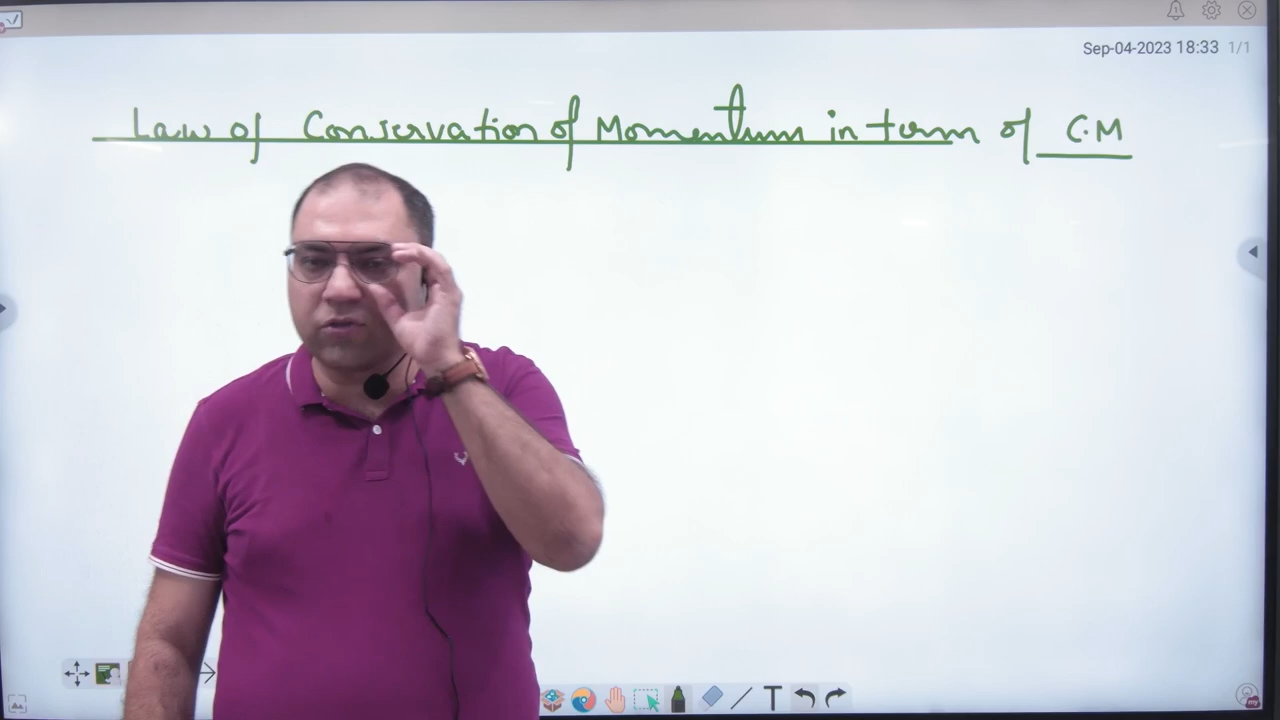 Sep-04-2023 18:33 1/1
Law of Conservation of Momentum in term of C.M
T